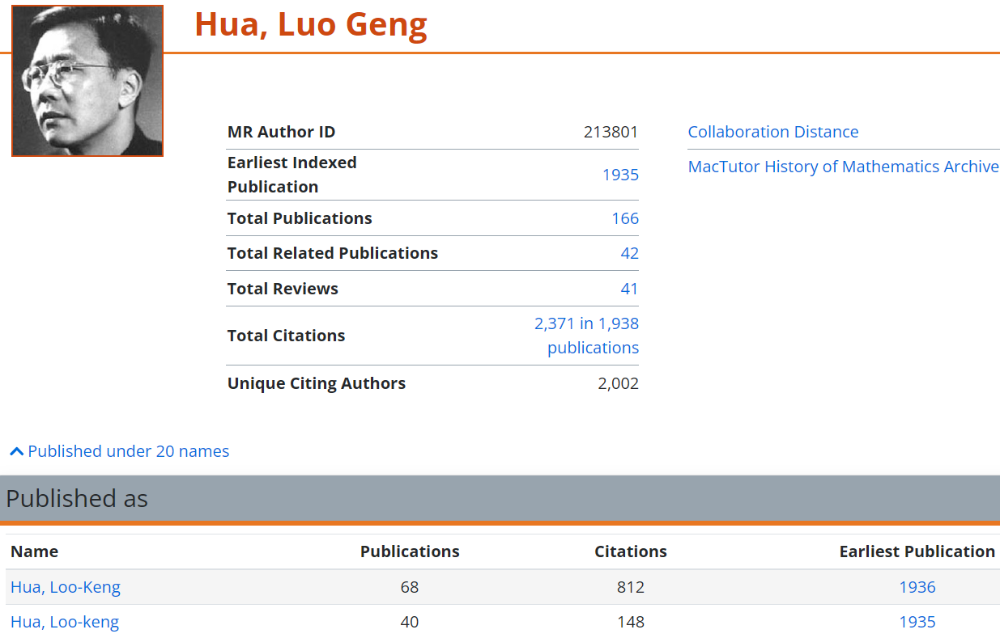 Hua, Luo Geng
MR Author ID 213801
Collaboration Distance
Earliest Indexed
Publication 1935
MacTutor History of Mathematics Archive
Total Publications 166
Total Related Publications 42
Total Reviews 41
Total Citations 2,371 in 1,938
publications
Unique Citing Authors 2,002
Published under 20 names
Published as
Name Publications Citations Earliest Publication
Hua, Loo-Keng 68 812 1936
Hua, Loo-keng 40 148 1935